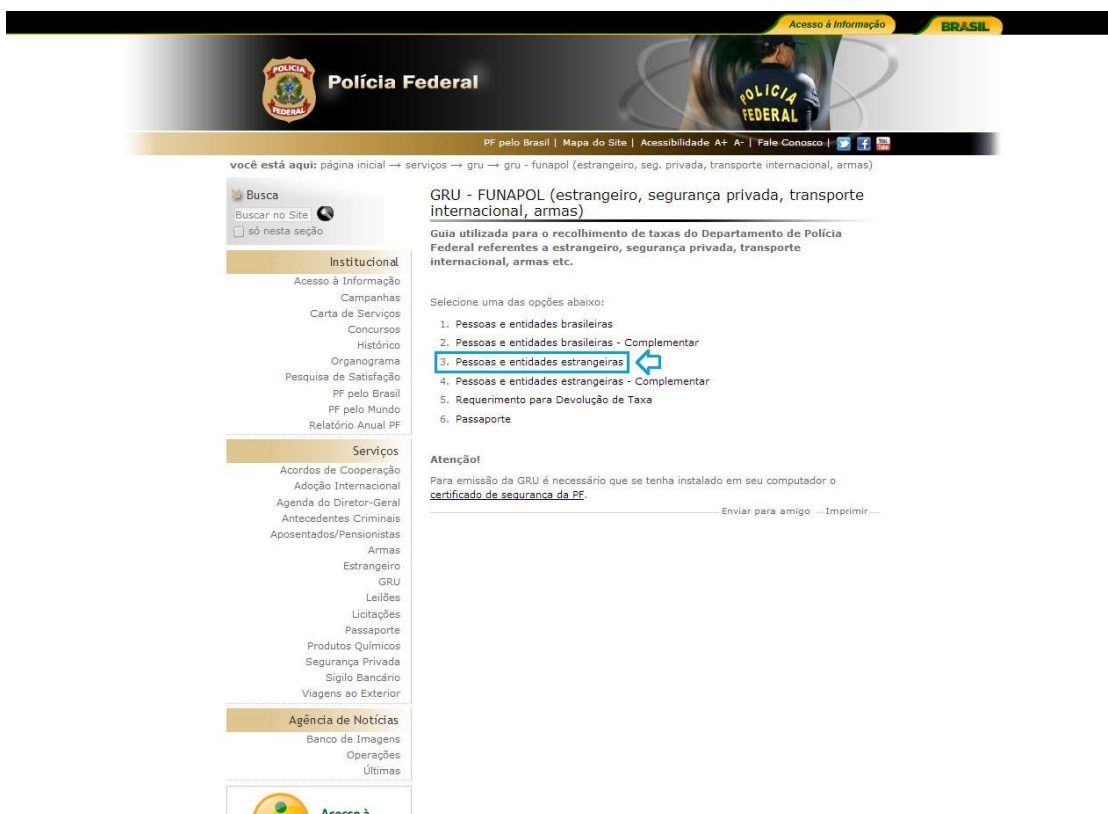 Acesso à Informação
BRASIL
POLICIA
FEDERAL
Polícia Federal
POLICIA
FEDERAL
PF pelo Brasil | Mapa do Site | Acessibilidade A+ A- | Fale Conosco |
You
Tube
você está aqui: página inicial → serviços → gru → gru - funapol (estrangeiro, seg. privada, transporte internacional, armas)
Busca
Buscar no Site
só nesta seção
Institucional
Acesso à Informação
Campanhas
Carta de Serviços
Concursos
Histórico
Organograma
Pesquisa de Satisfação
PF pelo Brasil
PF pelo Mundo
Relatório Anual PF
Serviços
Acordos de Cooperação
Adoção Internacional
Agenda do Diretor-Geral
Antecedentes Criminais
Aposentados/Pensionistas
Armas
Estrangeiro
GRU
Leilões
Licitações
Passaporte
Produtos Químicos
Segurança Privada
Sigilo Bancário
Viagens ao Exterior
Agência de Notícias
Banco de Imagens
Operações
Últimas
Acesso à
GRU - FUNAPOL (estrangeiro, segurança privada, transporte
internacional, armas)
Guia utilizada para o recolhimento de taxas do Departamento de Polícia
Federal referentes a estrangeiro, segurança privada, transporte
internacional, armas etc.
Selecione uma das opções abaixo:
1. Pessoas e entidades brasileiras
2. Pessoas e entidades brasileiras - Complementar
3. Pessoas e entidades estrangeiras
4. Pessoas e entidades estrangeiras - Complementar
5. Requerimento para Devolução de Taxa
6. Passaporte
Atenção!
Para emissão da GRU é necessário que se tenha instalado em seu computador o
certificado de segurança da PF.
Enviar para amigo — Imprimir